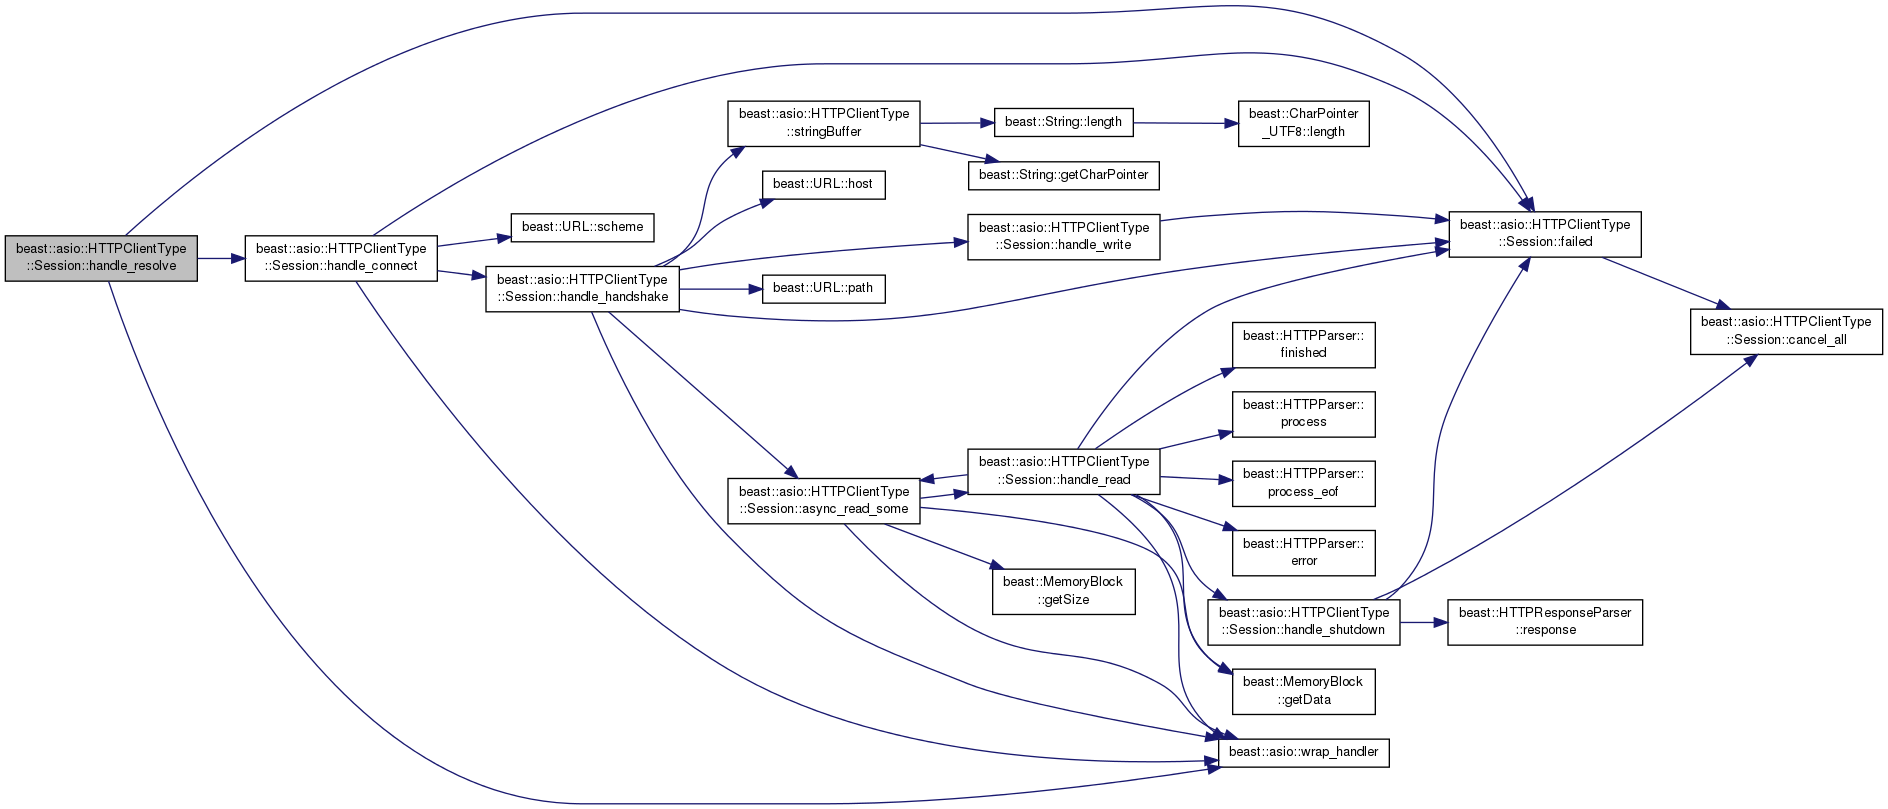 beast::asio::HTTPClientType
::Session::handle_resolve
beast::asio::HTTPClientType
::Session::handle_connect
beast::URL::scheme
beast::asio::HTTPClientType
::Session::handle_handshake
beast::asio::HTTPClientType
::stringBuffer
beast::URL::host
beast::URL::path
beast::asio::HTTPClientType
::Session::async_read_some
beast::String::length
beast::String::getCharPointer
beast::asio::HTTPClientType
::Session::handle_write
beast::asio::HTTPClientType
::Session::handle_read
beast::MemoryBlock
::getSize
beast::CharPointer
_UTF8::length
beast::HTTPParser::
finished
beast::HTTPParser::
process
beast::HTTPParser::
process_eof
beast::HTTPParser::
error
beast::asio::HTTPClientType
::Session::handle_shutdown
beast::MemoryBlock
::getData
beast::asio::wrap_handler
beast::asio::HTTPClientType
::Session::failed
beast::HTTPResponseParser
::response
beast::asio::HTTPClientType
::Session::cancel_all